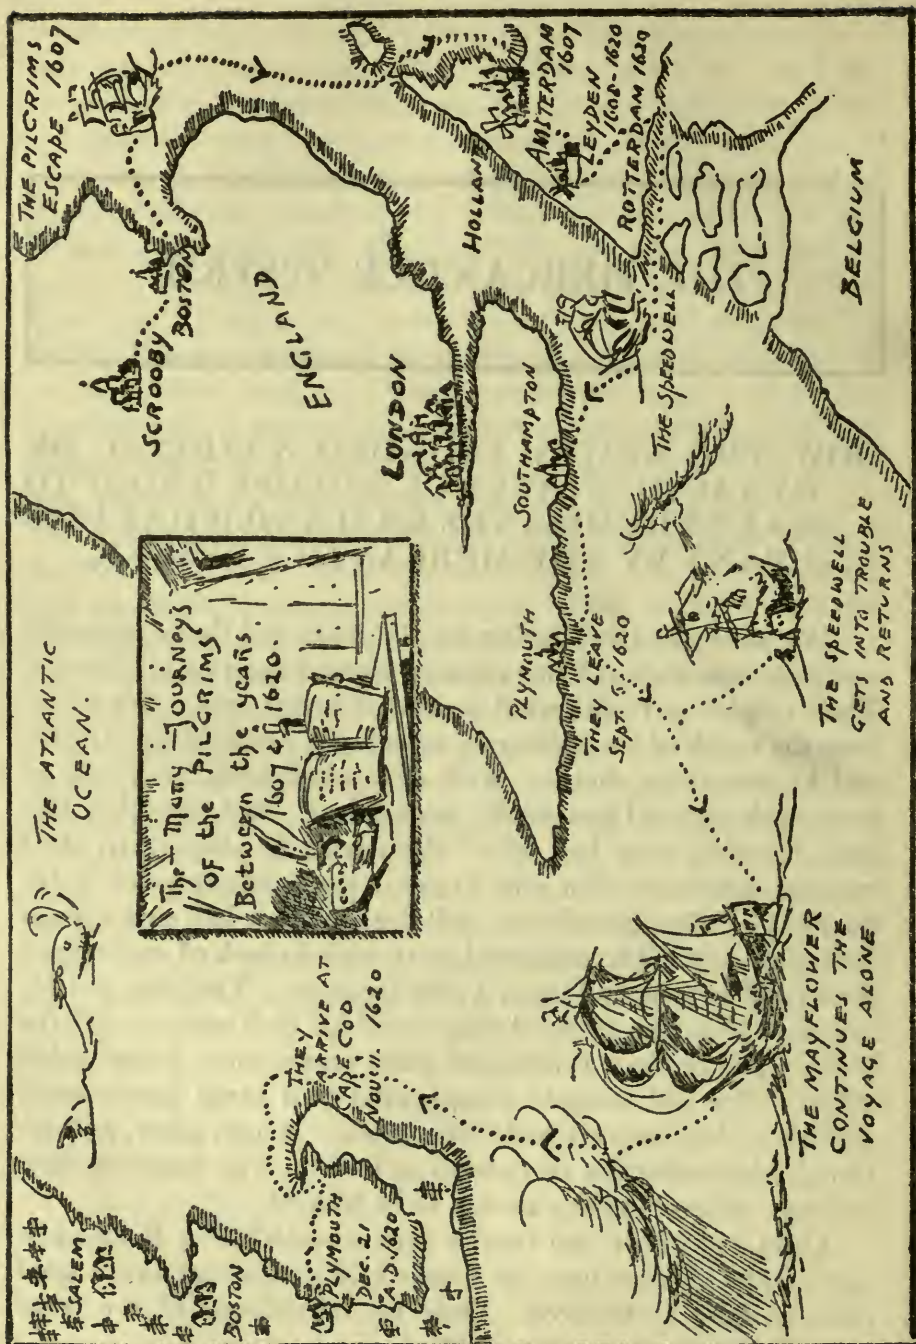 THE ATLANTIC
OCEAN.
THE PILGRIMS
ESCAPE 1607
SALEM
BOSTON
PLYMOUTH
DEC. 21
A.D. 1620
THEY
ARRIVE AT
CAPE COD
NOV. 11. 1620
The Many Journeys
OF the PILGRIMS
Between the years.
1607 & 1620.
SCROOBY
BOSTON
ENGLAND
LONDON
HOLLAND
AMSTERDAM
1607
LEYDEN
1608-1620
ROTTERDAM 1620
SOUTHAMPTON
PLYMOUTH
THEY LEAVE
SEPT. 6. 1620
THE SPEEDWELL
BELGIUM
THE MAYFLOWER
CONTINUES THE
VOYAGE ALONE
THE SPEEDWELL
GETS INTO TROUBLE
AND RETURNS